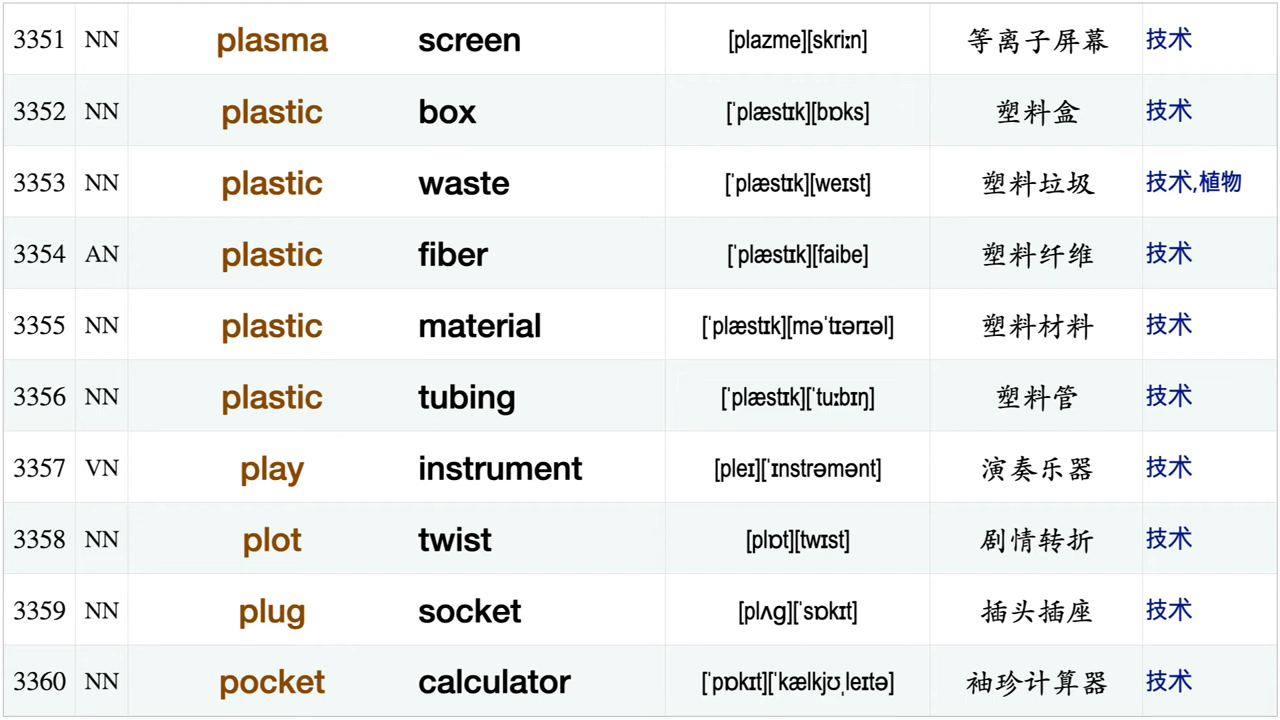 3351 NN plasma screen [plazme][skriːn] 等离子屏幕 技术
3352 NN plastic box [ˈplæstɪk][bɒks] 塑料盒 技术
3353 NN plastic waste [ˈplæstɪk][weɪst] 塑料垃圾 技术,植物
3354 AN plastic fiber [ˈplæstɪk][faibe] 塑料纤维 技术
3355 NN plastic material [ˈplæstɪk][məˈtɪərɪəl] 塑料材料 技术
3356 NN plastic tubing [ˈplæstɪk][ˈtuːbɪŋ] 塑料管 技术
3357 VN play instrument [pleɪ][ˈɪnstrəmənt] 演奏乐器 技术
3358 NN plot twist [plɒt][twɪst] 剧情转折 技术
3359 NN plug socket [plʌg][ˈsɒkɪt] 插头插座 技术
3360 NN pocket calculator [ˈpɒkɪt][ˈkælkjʊˌleɪtə] 袖珍计算器 技术